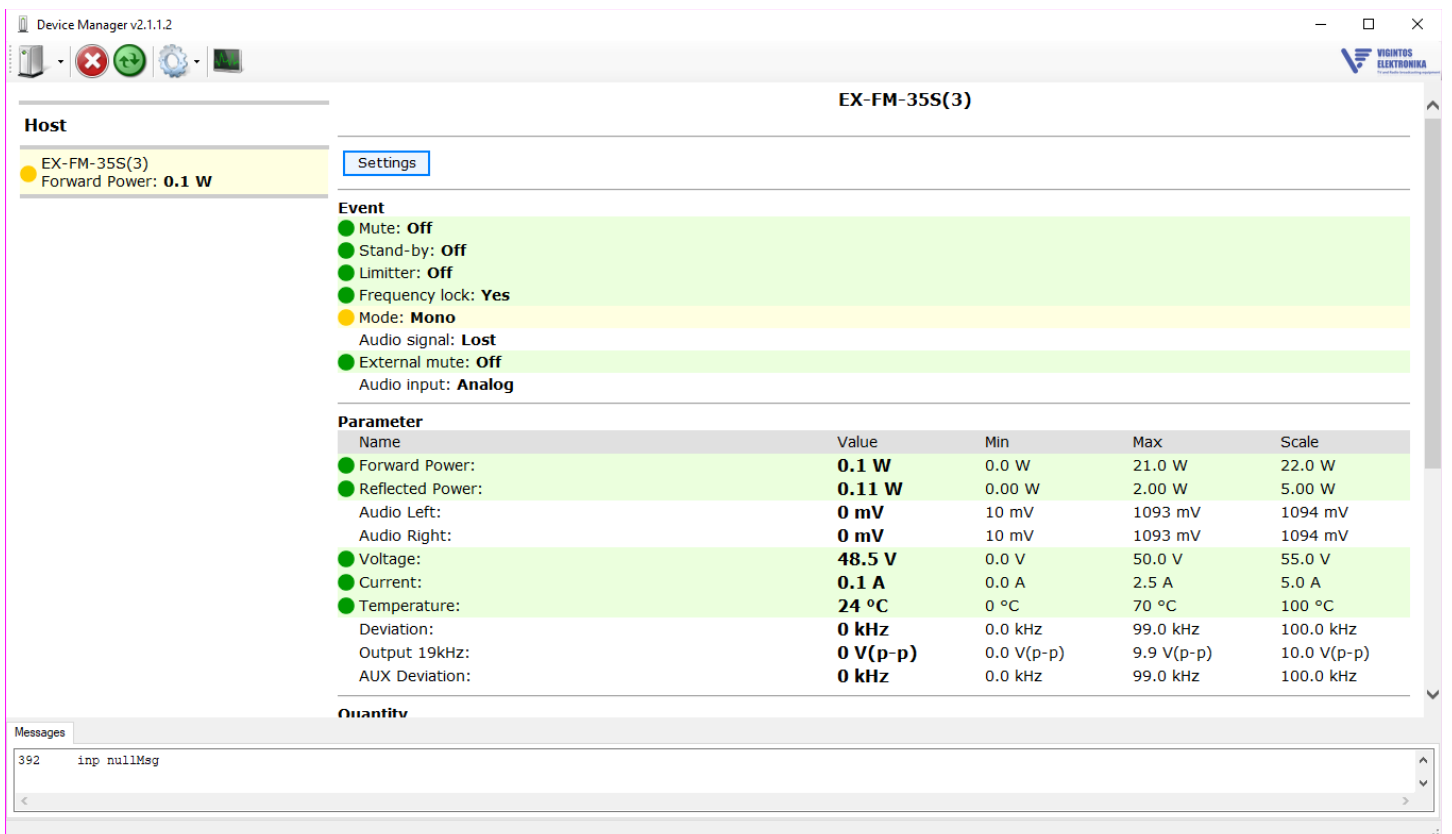 Device Manager v2.1.1.2
VIGINTOS
ELEKTRONIKA
TV and Radio broadcasting equipment
EX-FM-35S(3)
Host
EX-FM-35S(3)
Forward Power: 0.1 W
Settings
Event
Mute: Off
Stand-by: Off
Limitter: Off
Frequency lock: Yes
Mode: Mono
Audio signal: Lost
External mute: Off
Audio input: Analog
Parameter
Name Value Min Max Scale
Forward Power: 0.1 W 0.0 W 21.0 W 22.0 W
Reflected Power: 0.11 W 0.00 W 2.00 W 5.00 W
Audio Left: 0 mV 10 mV 1093 mV 1094 mV
Audio Right: 0 mV 10 mV 1093 mV 1094 mV
Voltage: 48.5 V 0.0 V 50.0 V 55.0 V
Current: 0.1 A 0.0 A 2.5 A 5.0 A
Temperature: 24 °C 0 °C 70 °C 100 °C
Deviation: 0 kHz 0.0 kHz 99.0 kHz 100.0 kHz
Output 19kHz: 0 V(p-p) 0.0 V(p-p) 9.9 V(p-p) 10.0 V(p-p)
AUX Deviation: 0 kHz 0.0 kHz 99.0 kHz 100.0 kHz
Quantity
Messages
392 inp nullMsg